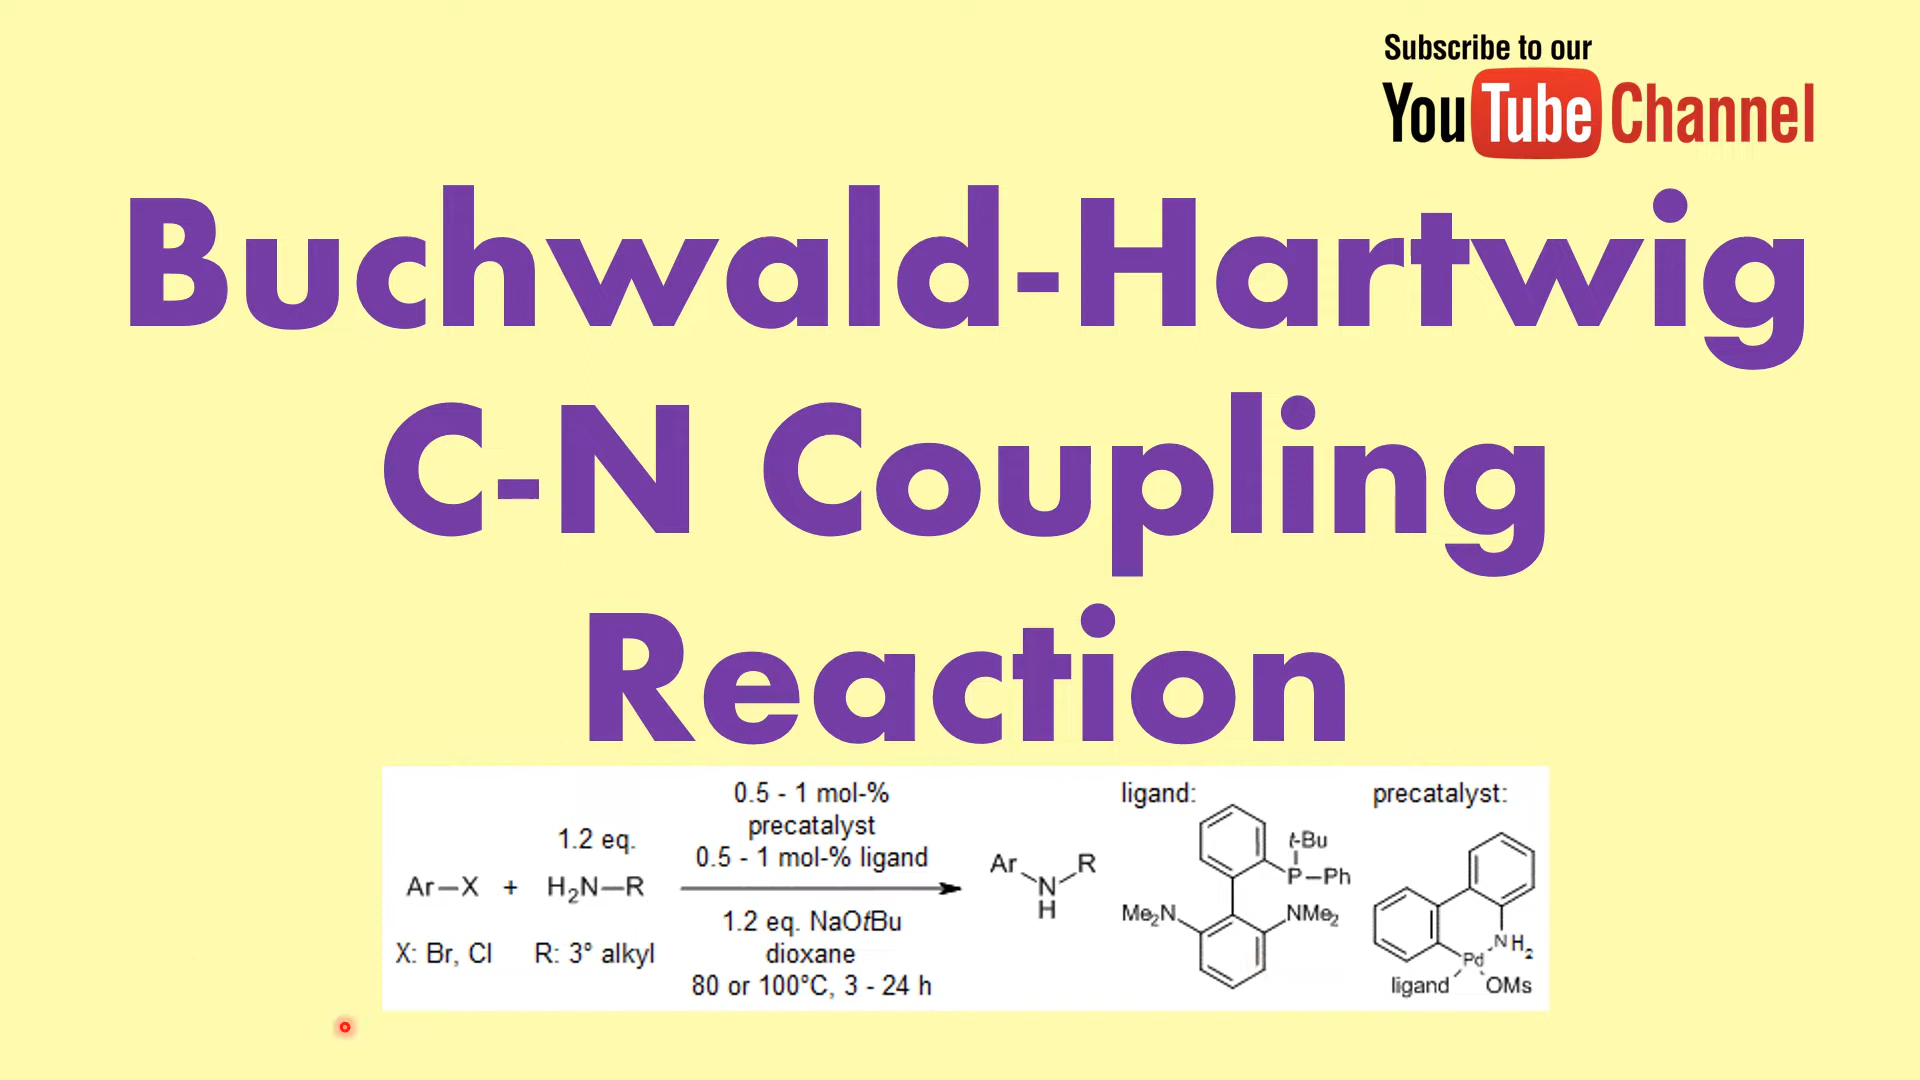 Subscribe to our
YouTube Channel
Buchwald-Hartwig
C-N Coupling
Reaction
0.5 - 1 mol-%
precatalyst
0.5 - 1 mol-% ligand
1.2 eq.
Ar—X + H₂N—R
X: Br, Cl
R: 3° alkyl
1.2 eq. NaOtBu
dioxane
80 or 100°C, 3 - 24 h
Ar
R
N
H
ligand:
t-Bu
P—Ph
Me₂N
NMe₂
precatalyst:
NH₂
Pd
ligand
OMs